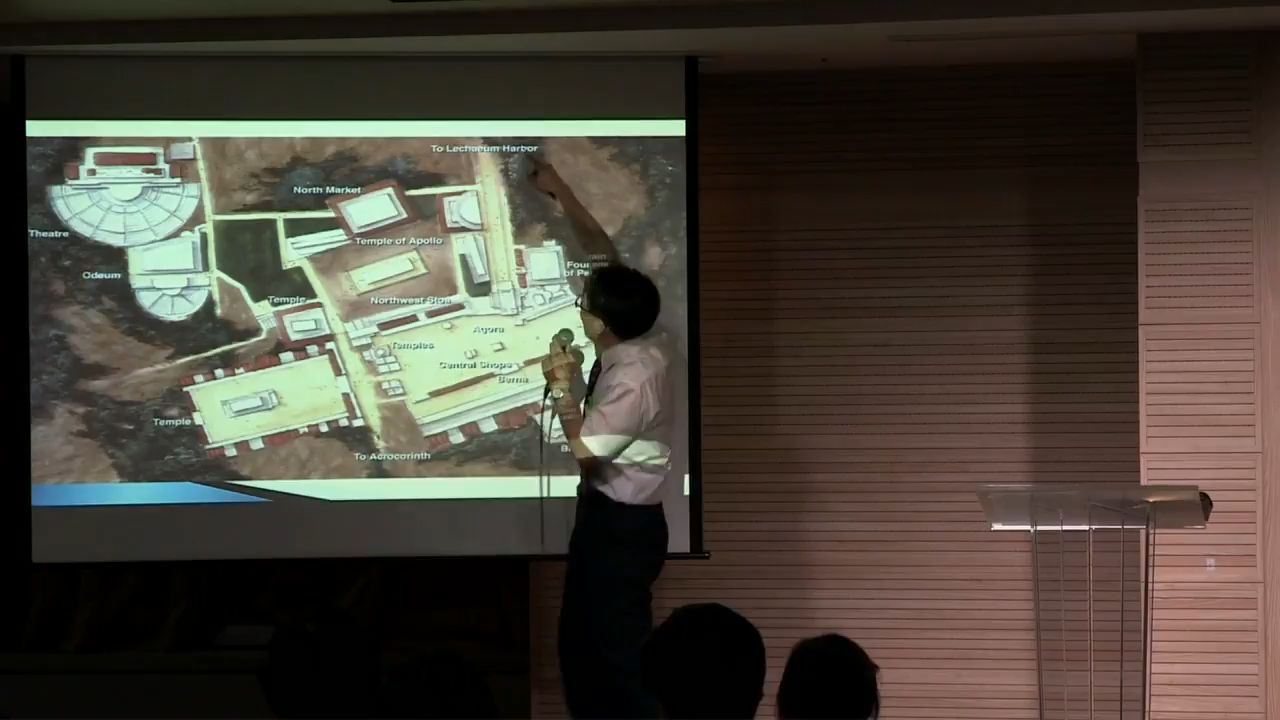 To Lechaeum Harbor
North Market
Theatre
Temple of Apollo
Odeum
Temple
Northwest Stoa
Agora
Temples
Central Shops
Bema
Temple
To Acrocorinth